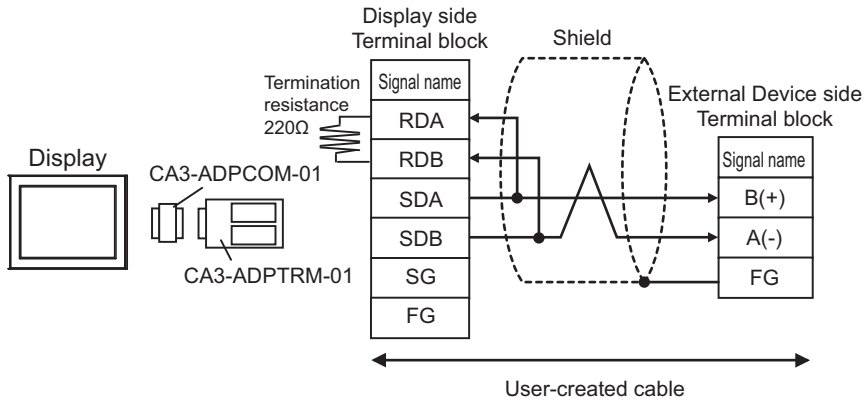 Display side
Terminal block
Shield
Termination
resistance
220Ω
Signal name
RDA
RDB
SDA
SDB
SG
FG
External Device side
Terminal block
Signal name
B(+)
A(-)
FG
Display
CA3-ADPCOM-01
CA3-ADPTRM-01
User-created cable